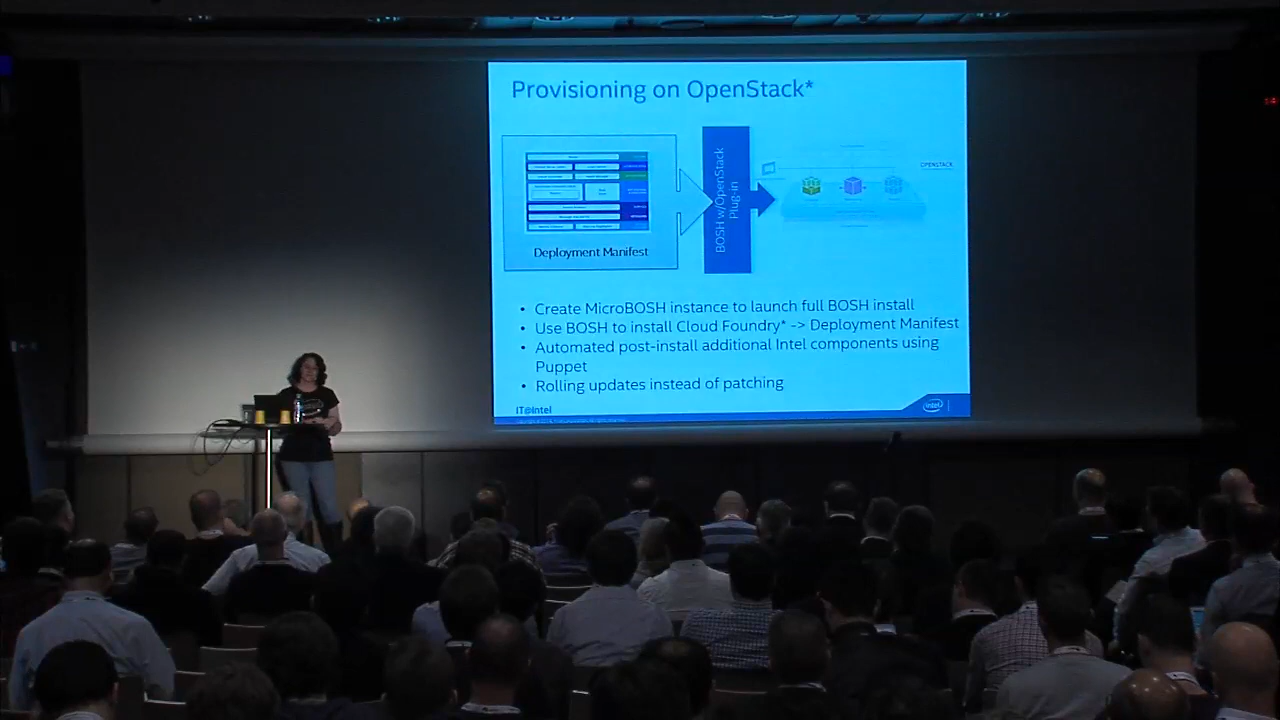 Provisioning on OpenStack*
Deployment Manifest
BOSH w/OpenStack
Plug-in
OPENSTACK
• Create MicroBOSH instance to launch full BOSH install
• Use BOSH to install Cloud Foundry* -> Deployment Manifest
• Automated post-install additional Intel components using
Puppet
• Rolling updates instead of patching
IT@Intel
intel